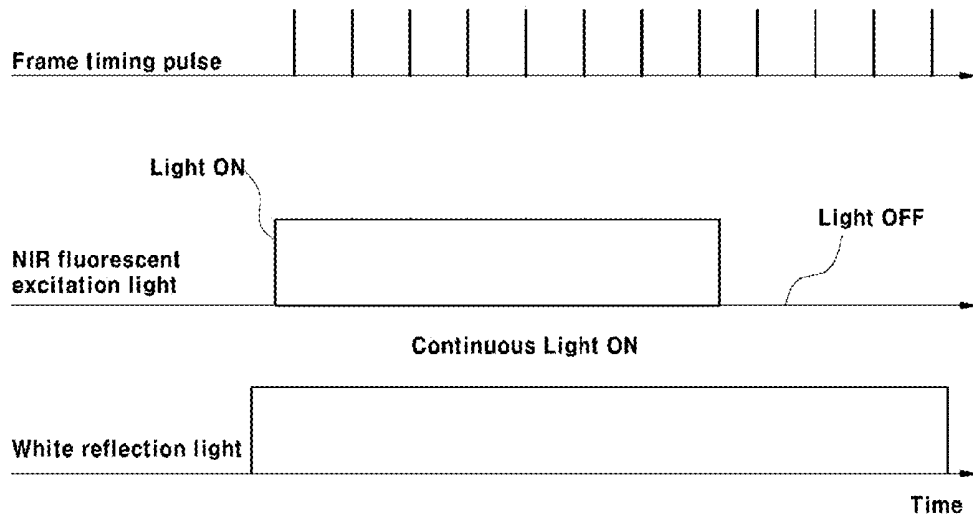 Frame timing pulse
Light ON
Light OFF
NIR fluorescent
excitation light
Continuous Light ON
White reflection light
Time